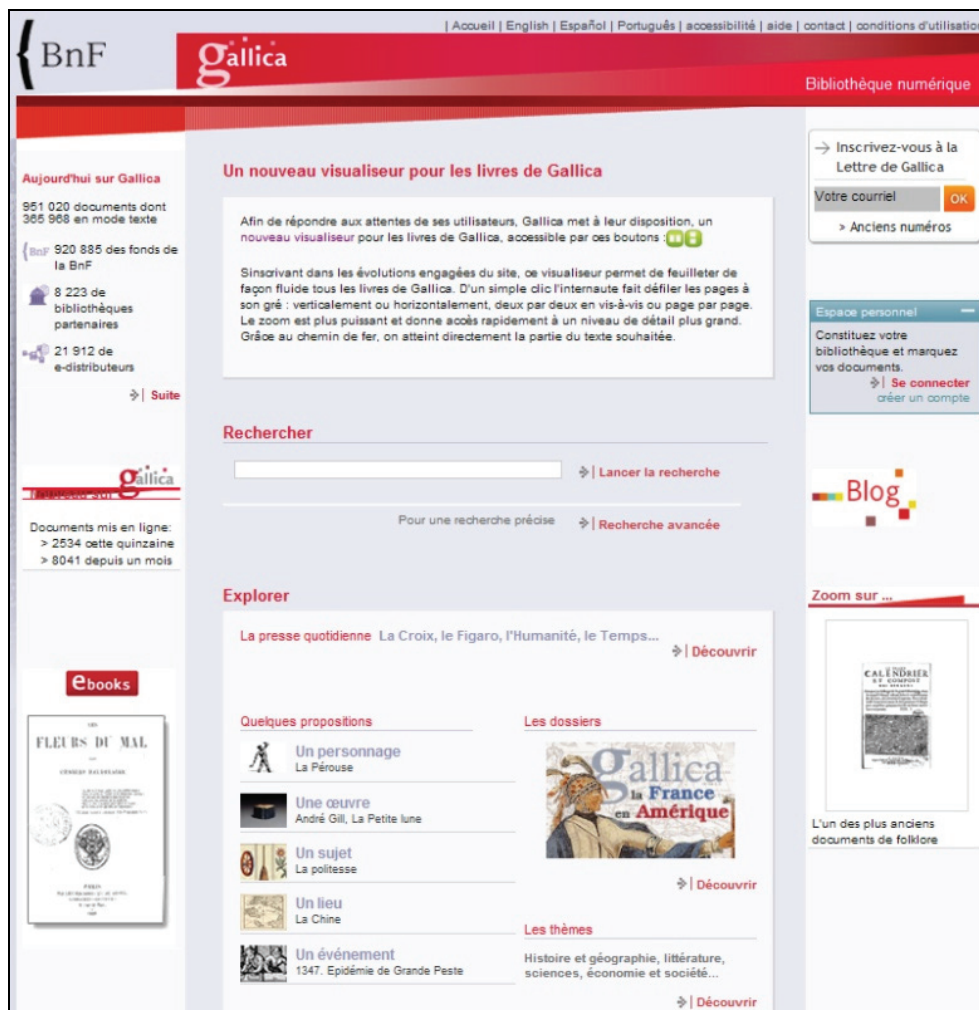 | Accueil | English | Español | Português | accessibilité | aide | contact | conditions d'utilisation
BnF
gallica
Bibliothèque numérique
Aujourd'hui sur Gallica
951 020 documents dont
365 968 en mode texte
BnF 920 885 des fonds de
la BnF
8 223 de
bibliothèques
partenaires
21 912 de
e-distributeurs
Suite
gallica
Documents mis en ligne:
> 2534 cette quinzaine
> 8041 depuis un mois
ebooks
LES
FLEURS DU MAL
PARIS
Un nouveau visualiseur pour les livres de Gallica
Afin de répondre aux attentes de ses utilisateurs, Gallica met à leur disposition, un
nouveau visualiseur pour les livres de Gallica, accessible par ces boutons :
Sinscrivant dans les évolutions engagées du site, ce visualiseur permet de feuilleter de
façon fluide tous les livres de Gallica. D'un simple clic l'internaute fait défiler les pages à
son gré : verticalement ou horizontalement, deux par deux en vis-à-vis ou page par page.
Le zoom est plus puissant et donne accès rapidement à un niveau de détail plus grand.
Grâce au chemin de fer, on atteint directement la partie du texte souhaitée.
Rechercher
Lancer la recherche
Pour une recherche précise Recherche avancée
Explorer
La presse quotidienne La Croix, le Figaro, l'Humanité, le Temps...
Découvrir
Quelques propositions
Un personnage
La Pérouse
Une œuvre
André Gill, La Petite lune
Un sujet
La politesse
Un lieu
La Chine
Un événement
1347. Epidémie de Grande Peste
Les dossiers
gallica
la France
en Amérique
Découvrir
Les thèmes
Histoire et géographie, littérature,
sciences, économie et société...
Découvrir
Inscrivez-vous à la
Lettre de Gallica
Votre courriel OK
> Anciens numéros
Espace personnel
Constituez votre
bibliothèque et marquez
vos documents.
Se connecter
créer un compte
Blog
Zoom sur ...
CALENDRIER
ET COMPOST
L'un des plus anciens
documents de folklore